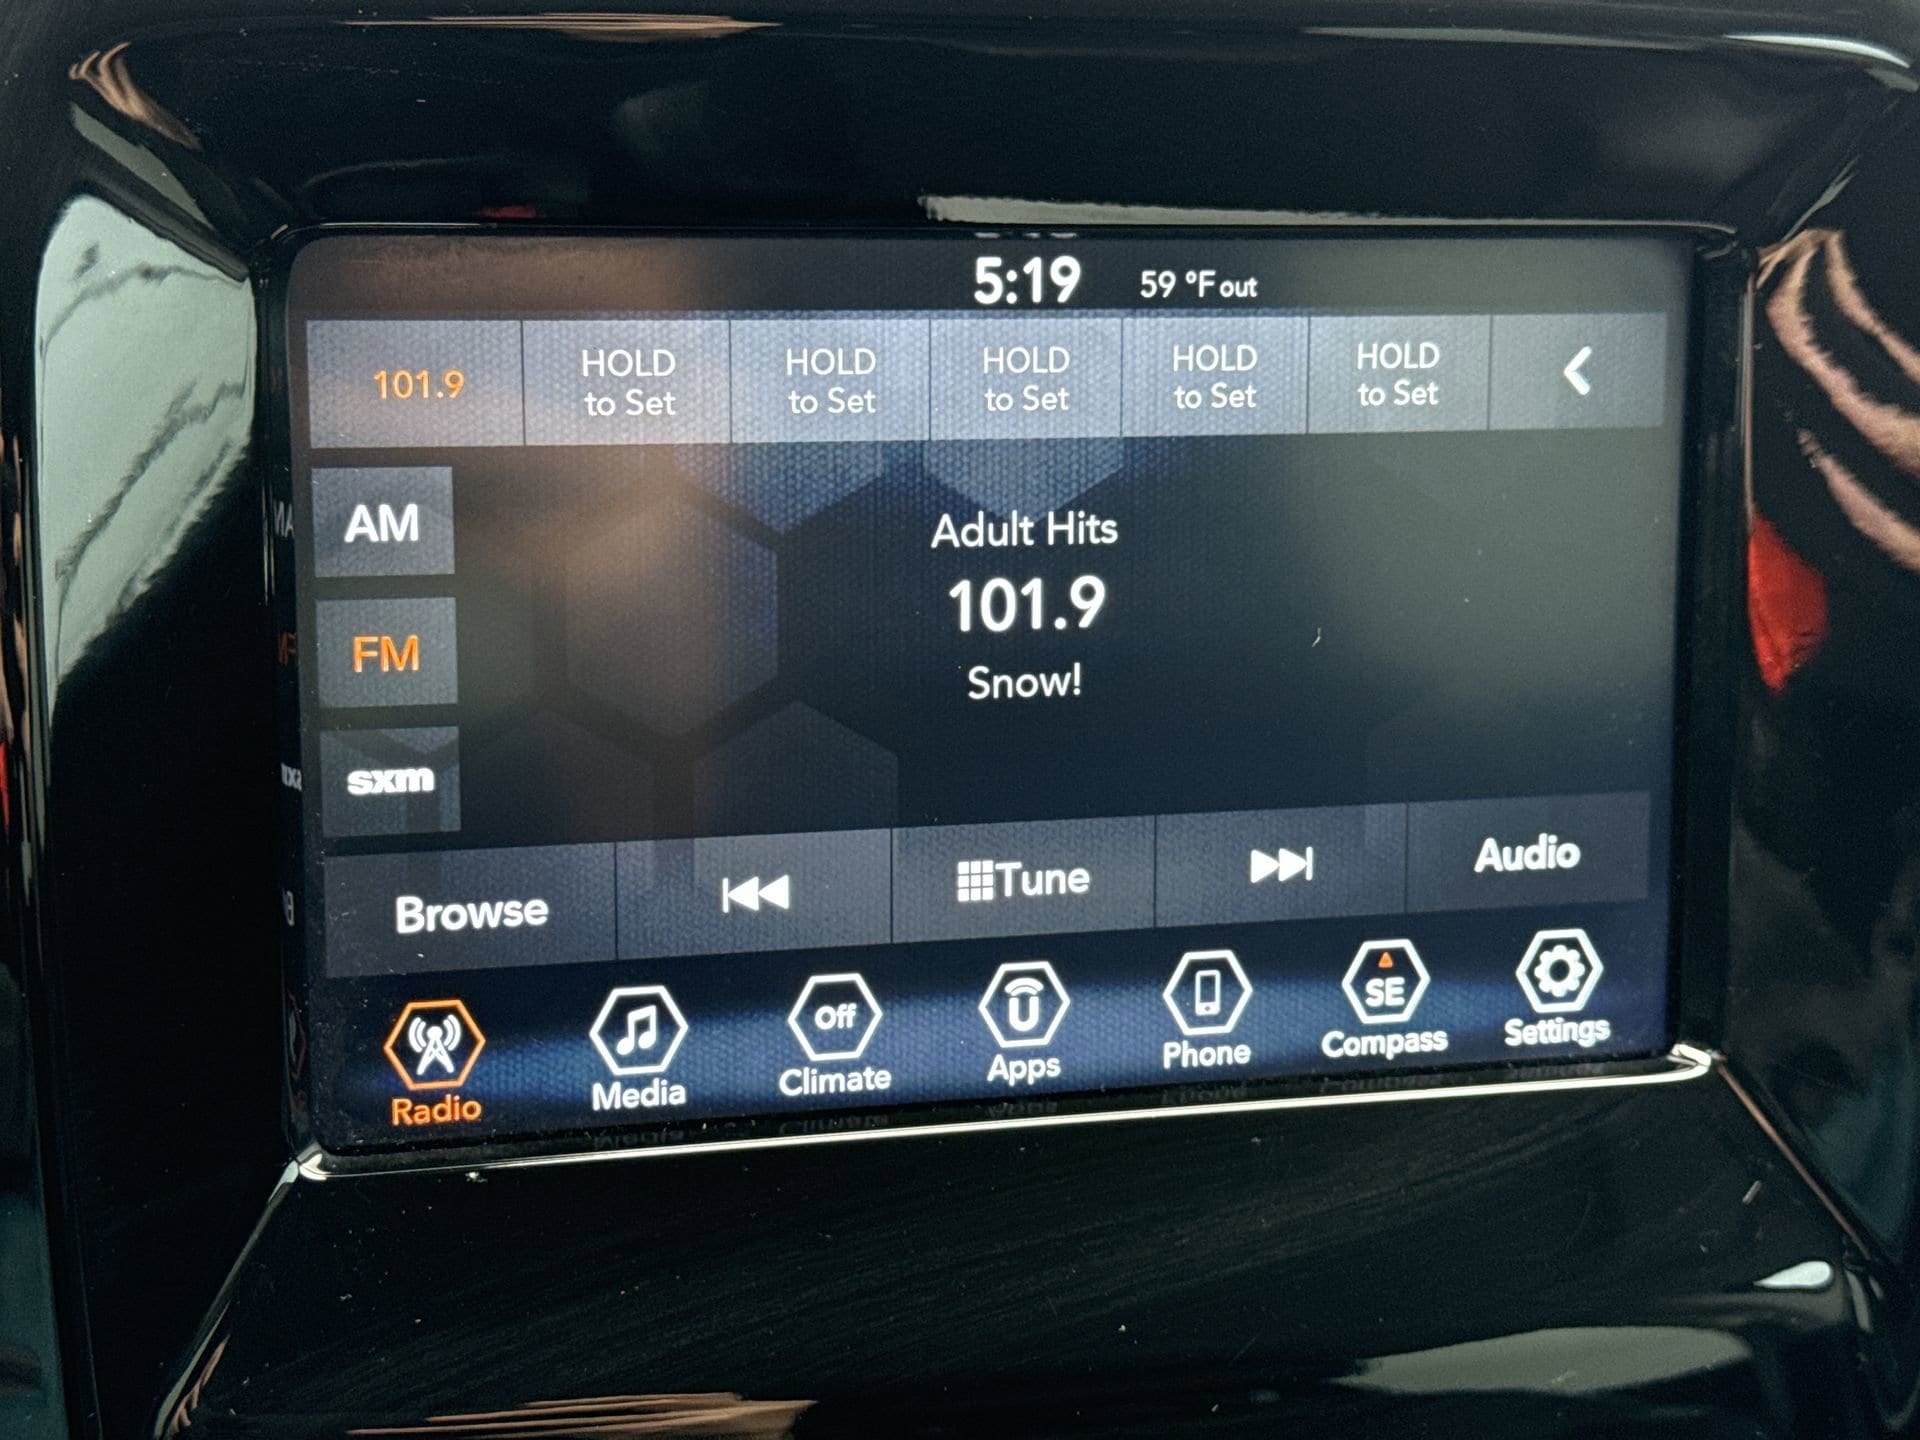 5:19 59 °F out
101.9 HOLD to Set HOLD to Set HOLD to Set HOLD to Set HOLD to Set
AM
FM
sxm
Adult Hits
101.9
Snow!
Browse Tune Audio
Off U SE
Radio Media Climate Apps Phone Compass Settings